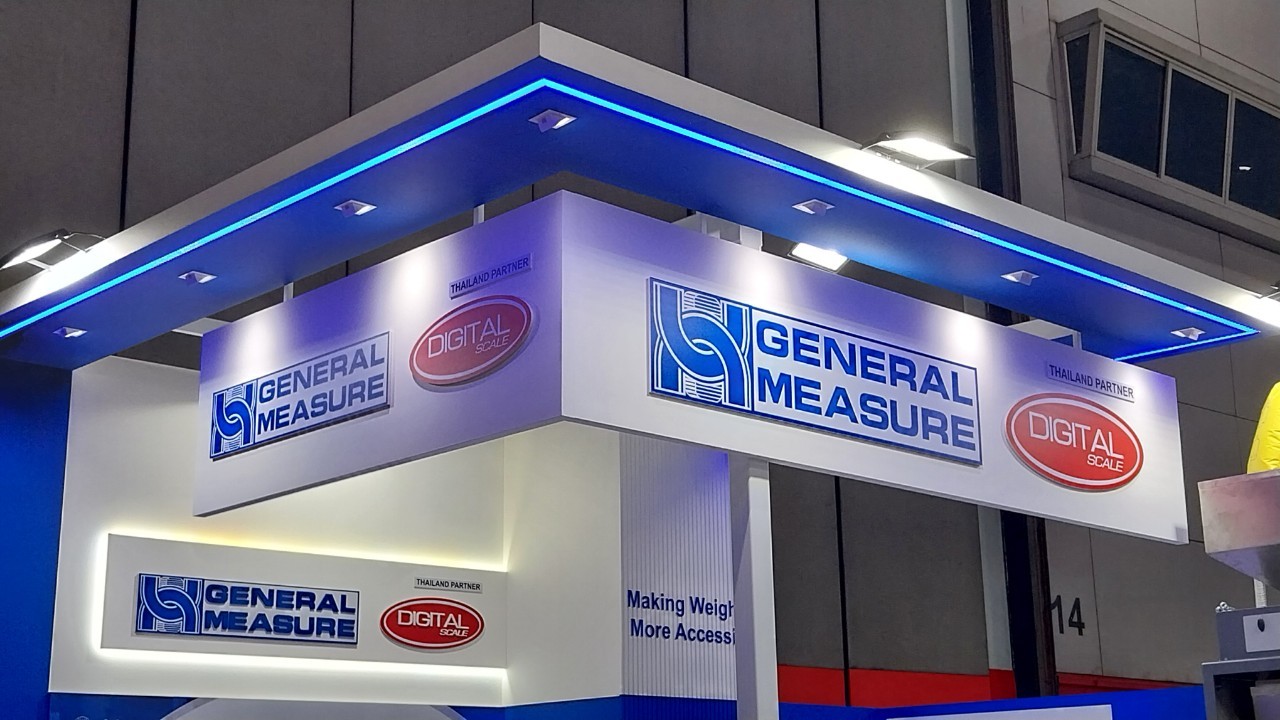 THAILAND PARTNER
GENERAL
MEASURE
DIGITAL
SCALE
GENERAL
MEASURE
THAILAND PARTNER
DIGITAL
SCALE
GENERAL
MEASURE
THAILAND PARTNER
DIGITAL
SCALE
Making Weigh
More Accessi
14